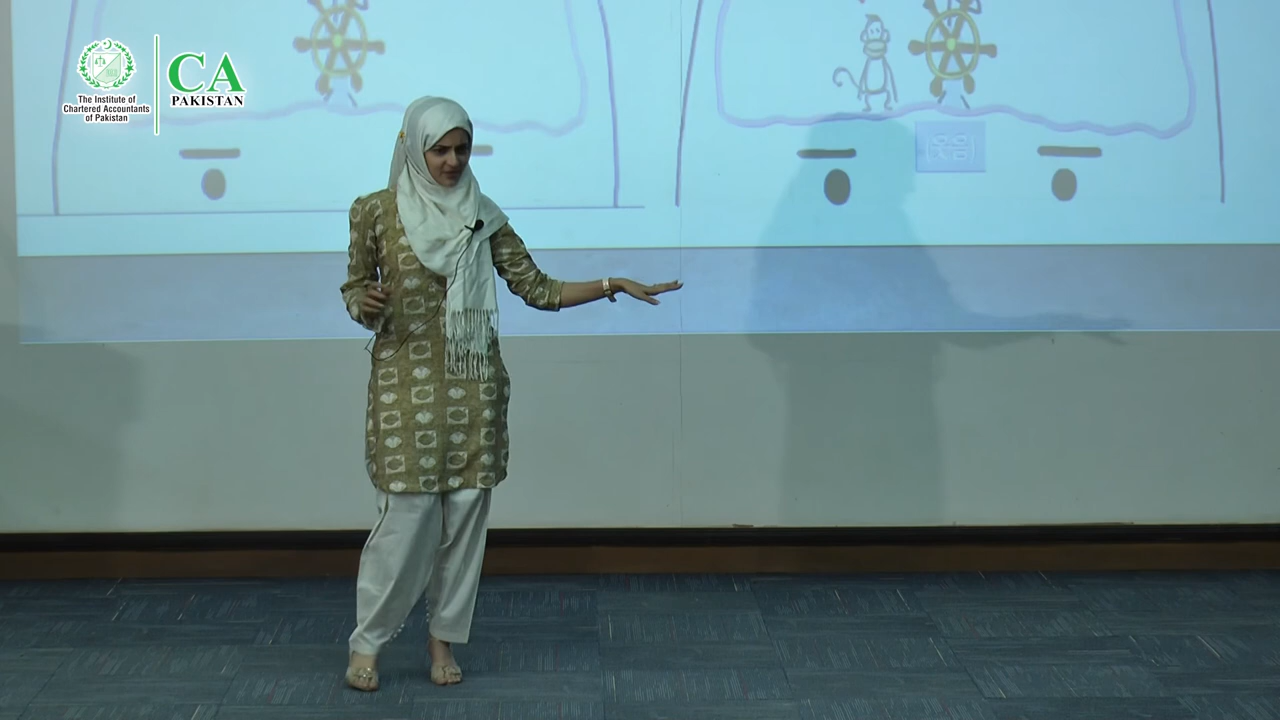 The Institute of
Chartered Accountants
of Pakistan
CA
PAKISTAN